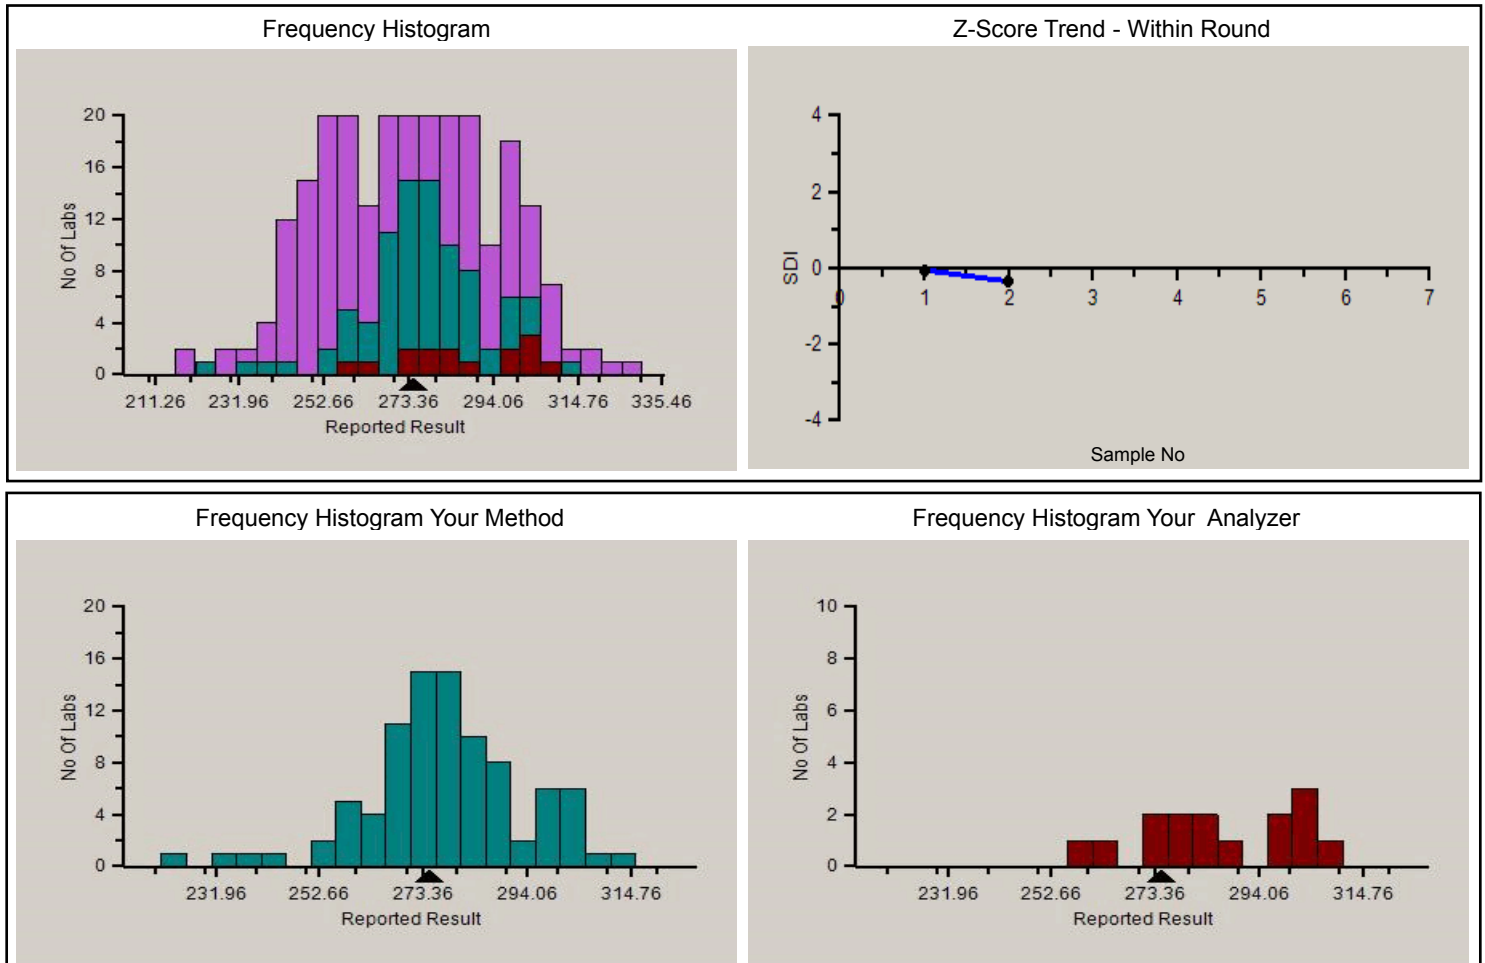 Frequency Histogram
20
16
12
8
4
0
No Of Labs
211.26 231.96 252.66 273.36 294.06 314.76 335.46
Reported Result
Z-Score Trend - Within Round
4
2
0
-2
-4
SDI
0 1 2 3 4 5 6 7
Sample No
Frequency Histogram Your Method
20
16
12
8
4
0
No Of Labs
231.96 252.66 273.36 294.06 314.76
Reported Result
Frequency Histogram Your Analyzer
10
8
6
4
2
0
No Of Labs
231.96 252.66 273.36 294.06 314.76
Reported Result